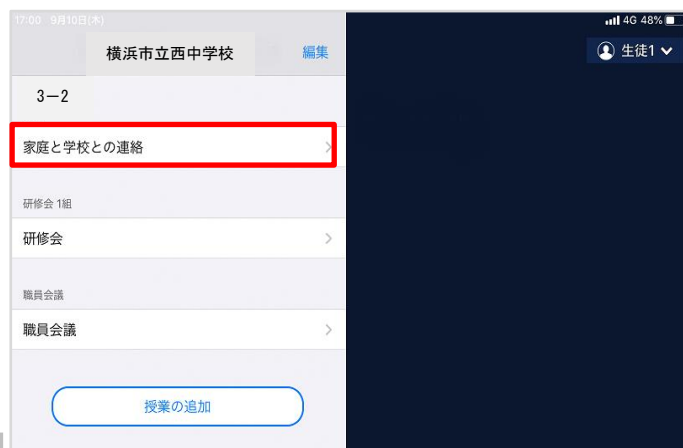 17:00 9月10日(木)
4G 48%
横浜市立西中学校 編集
生徒1
3－2
家庭と学校との連絡
研修会 1組
研修会
職員会議
職員会議
授業の追加